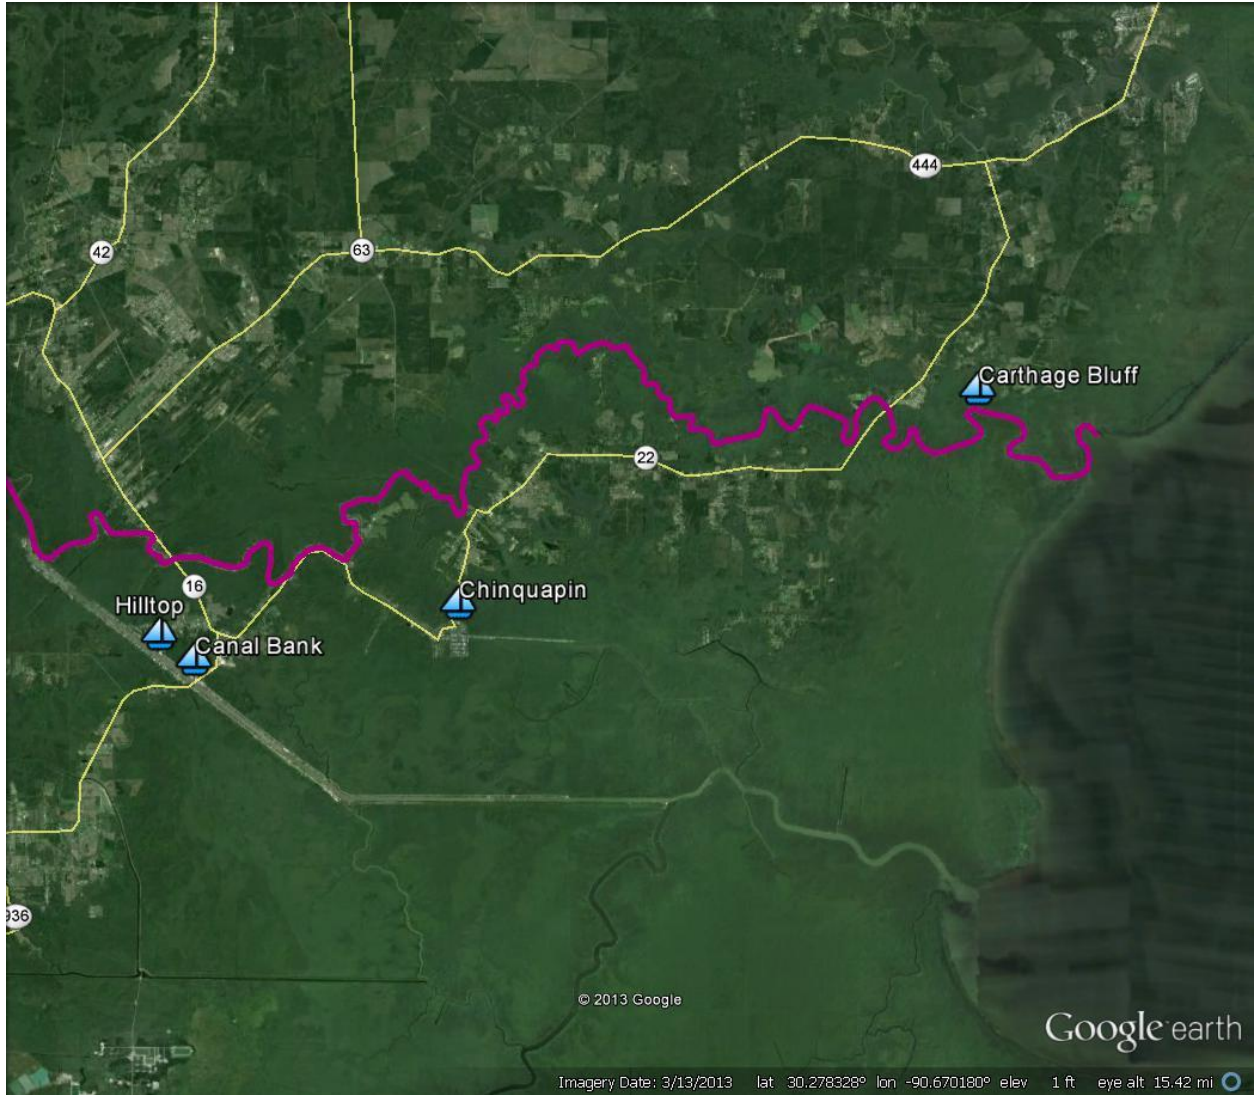 444
42
63
Carthage Bluff
22
16
Chinquapin
Hilltop
Canal Bank
936
© 2013 Google
Google earth
Imagery Date: 3/13/2013 lat 30.278328° lon -90.670180° elev 1 ft eye alt 15.42 mi